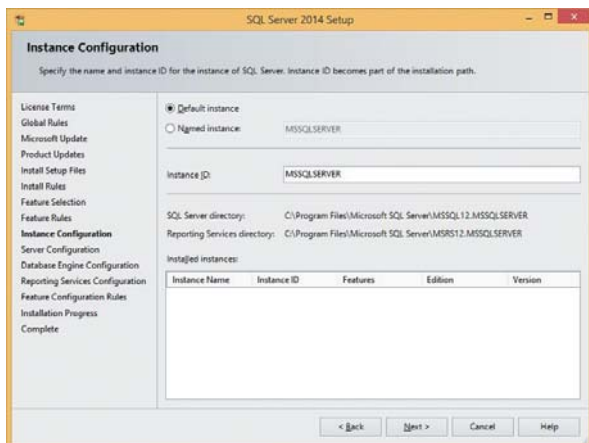 SQL Server 2014 Setup
Instance Configuration
Specify the name and instance ID for the instance of SQL Server. Instance ID becomes part of the installation path.
License Terms
Global Rules
Microsoft Update
Product Updates
Install Setup Files
Install Rules
Feature Selection
Feature Rules
Instance Configuration
Server Configuration
Database Engine Configuration
Reporting Services Configuration
Feature Configuration Rules
Installation Progress
Complete
Default instance
Named instance: MSSQLSERVER
Instance ID: MSSQLSERVER
SQL Server directory: C:\Program Files\Microsoft SQL Server\MSSQL12.MSSQLSERVER
Reporting Services directory: C:\Program Files\Microsoft SQL Server\MSRS12.MSSQLSERVER
Installed instances:
Instance Name Instance ID Features Edition Version
< Back Next > Cancel Help